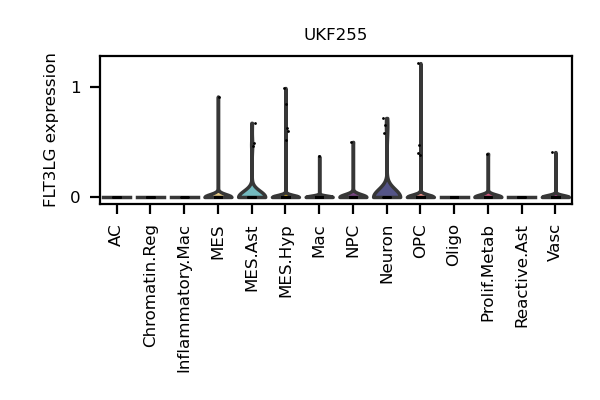 UKF255
FLT3LG expression
1
0
AC
Chromatin.Reg
Inflammatory.Mac
MES
MES.Ast
MES.Hyp
Mac
NPC
Neuron
OPC
Oligo
Prolif.Metab
Reactive.Ast
Vasc